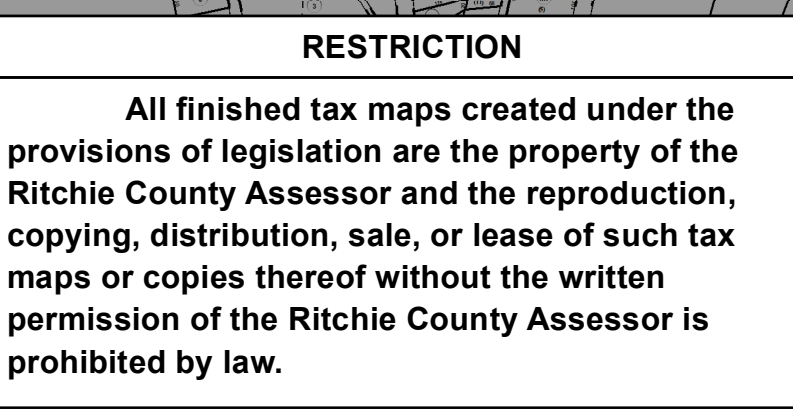 RESTRICTION
All finished tax maps created under the
provisions of legislation are the property of the
Ritchie County Assessor and the reproduction,
copying, distribution, sale, or lease of such tax
maps or copies thereof without the written
permission of the Ritchie County Assessor is
prohibited by law.